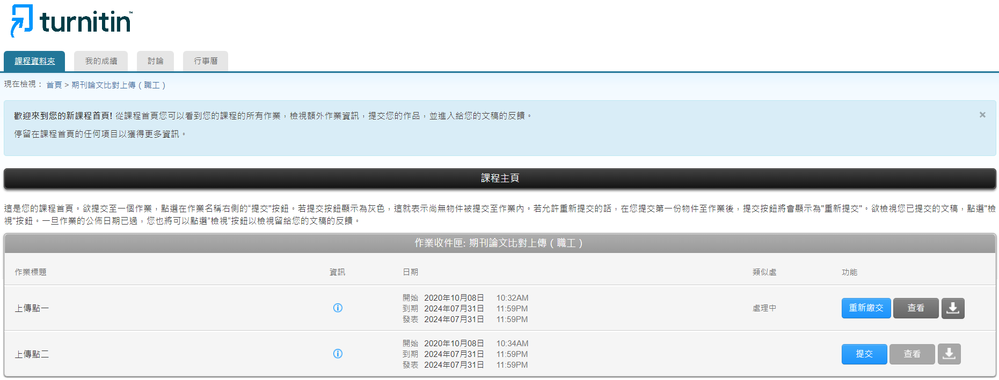 turnitin™
課程資料夾 我的成績 討論 行事曆
現在檢視： 首頁 > 期刊論文比對上傳（職工）
歡迎來到您的新課程首頁! 從課程首頁您可以看到您的課程的所有作業，檢視額外作業資訊，提交您的作品，並進入給您的文稿的反饋。
×
停留在課程首頁的任何項目以獲得更多資訊。
課程主頁
這是您的課程首頁。欲提交至一個作業，點選在作業名稱右側的“提交"按鈕。若提交按鈕顯示為灰色，這就表示尚無物件被提交至作業內。若允許重新提交的話，在您提交第一份物件至作業後，提交按鈕將會顯示為"重新提交"。欲檢視您已提交的文稿，點選"檢
視"按鈕。一旦作業的公佈日期已過，您也將可以點選”檢視“按鈕以檢視留給您的文稿的反饋。
作業收件匣: 期刊論文比對上傳（職工）
作業標題 資訊 日期 類似處 功能
上傳點一
開始 2020年10月08日 10:32AM
到期 2024年07月31日 11:59PM
發表 2024年07月31日 11:59PM
處理中
重新繳交 查看
上傳點二
開始 2020年10月08日 10:34AM
到期 2024年07月31日 11:59PM
發表 2024年07月31日 11:59PM
提交 查看